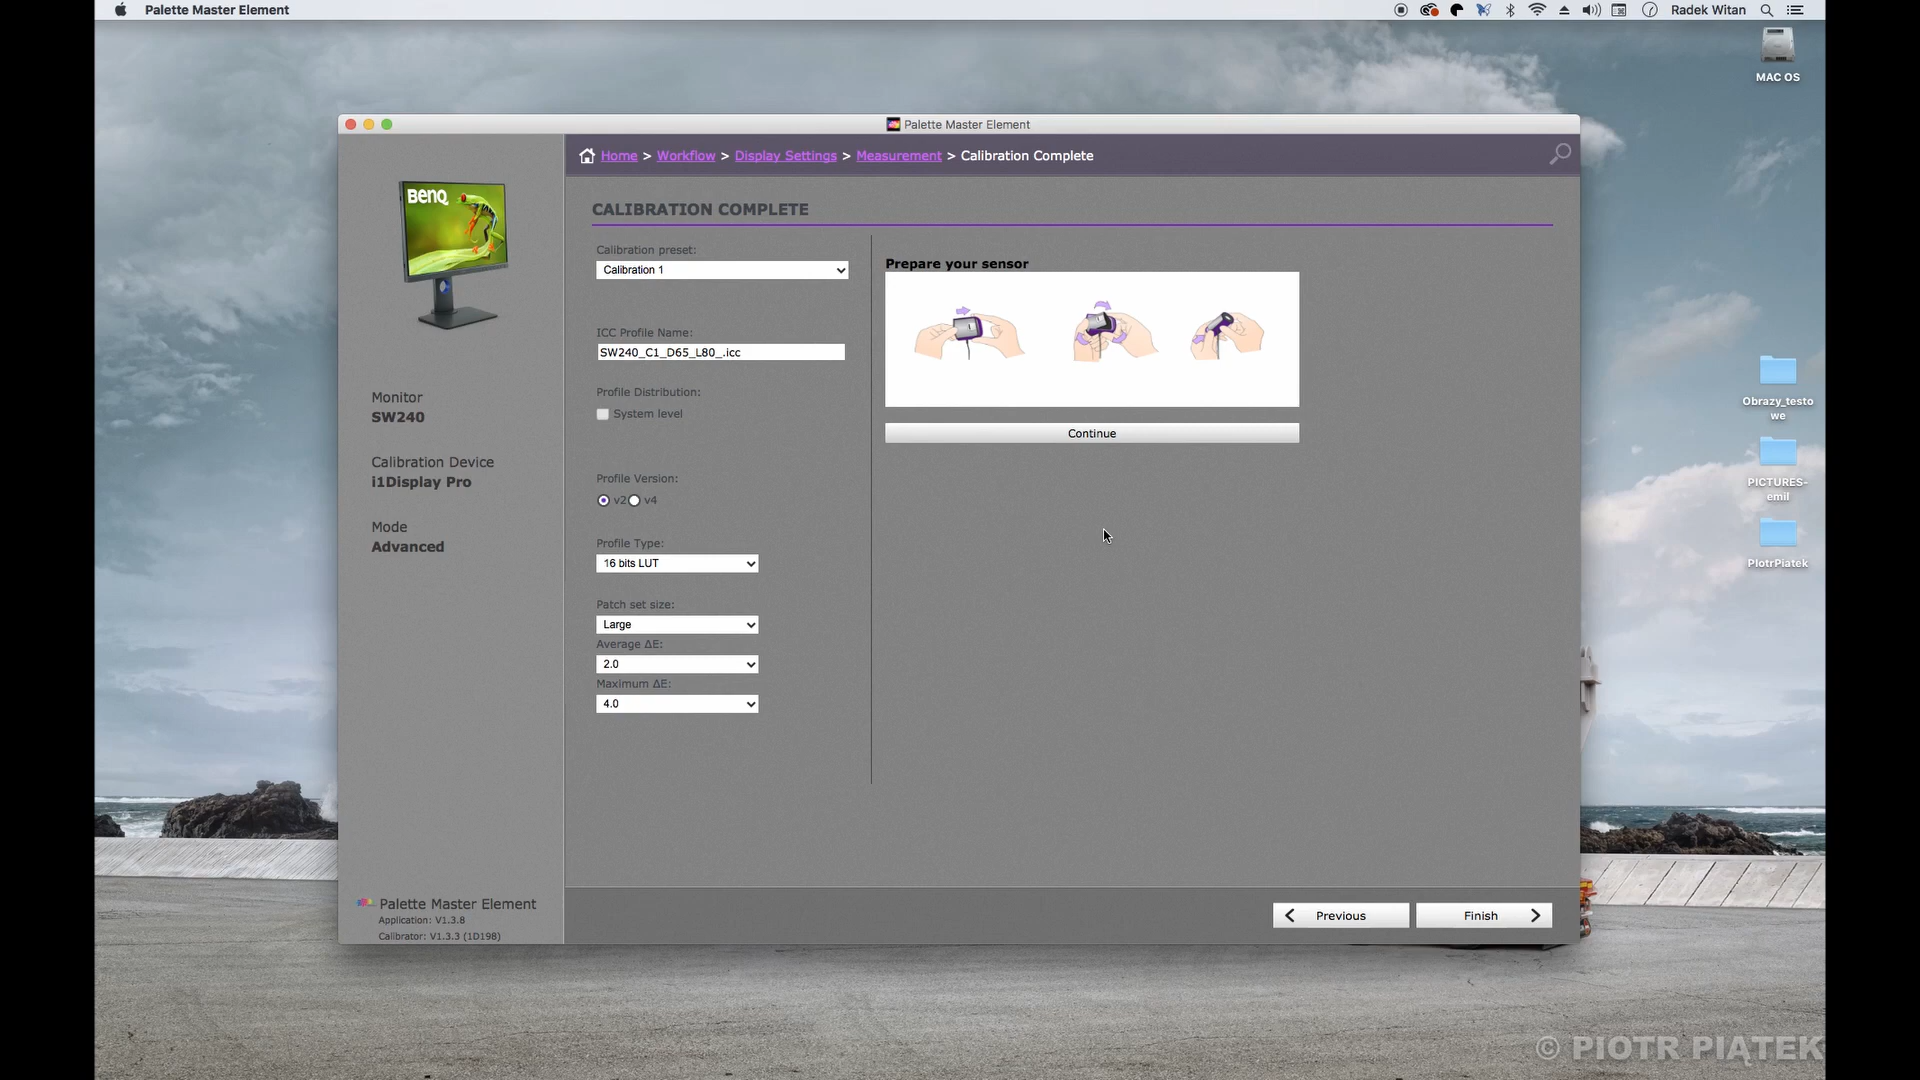 Palette Master Element
Radek Witan
MAC OS
Palette Master Element
Home > Workflow > Display Settings > Measurement > Calibration Complete
BenQ
CALIBRATION COMPLETE
Calibration preset:
Calibration 1
Prepare your sensor
ICC Profile Name:
SW240_C1_D65_L80_.icc
Profile Distribution:
System level
Continue
Monitor
SW240
Calibration Device
i1Display Pro
Mode
Advanced
Profile Version:
v2 v4
Profile Type:
16 bits LUT
Patch set size:
Large
Average ΔE:
2.0
Maximum ΔE:
4.0
Obrazy_testo
we
PICTURES-
emil
PIotrPiatek
Palette Master Element
Application: V1.3.8
Calibrator: V1.3.3 (1D198)
Previous
Finish
© PIOTR PIĄTEK